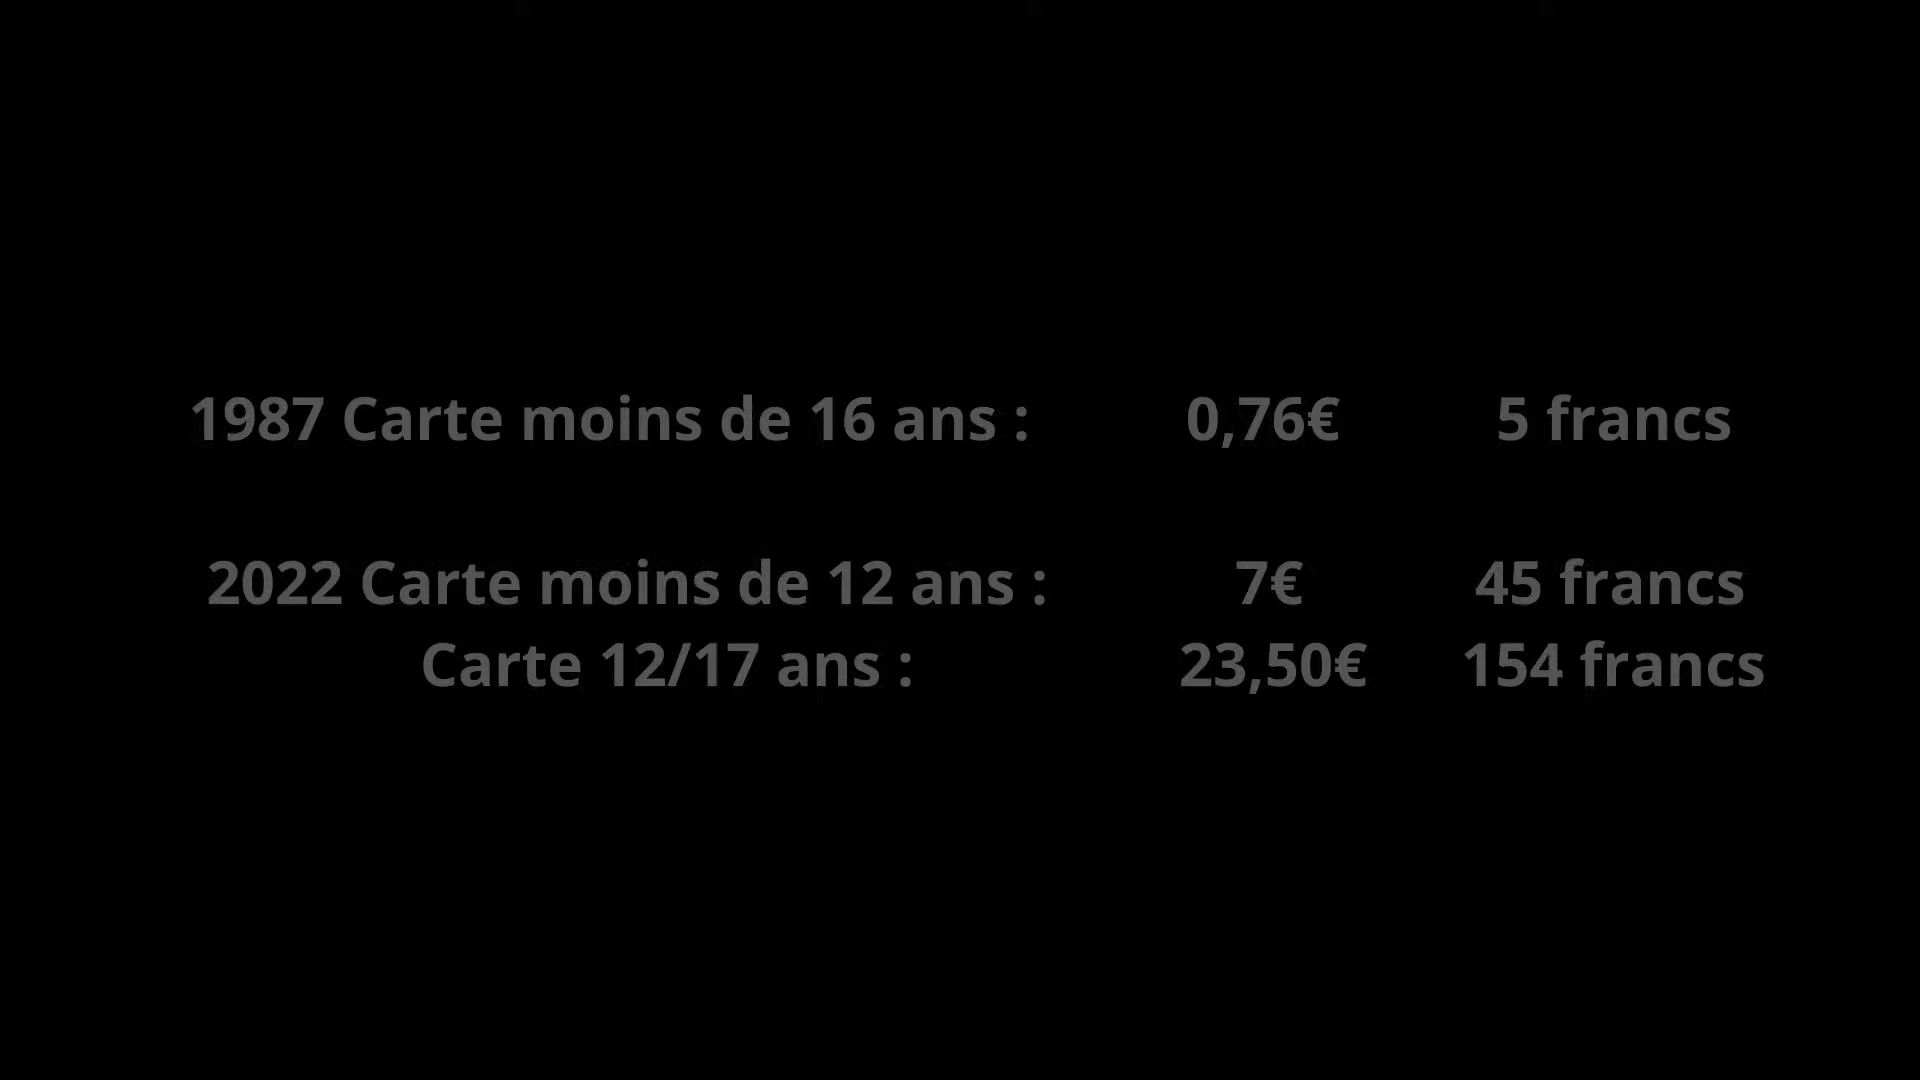 1987 Carte moins de 16 ans : 0,76€ 5 francs
2022 Carte moins de 12 ans : 7€ 45 francs
Carte 12/17 ans : 23,50€ 154 francs